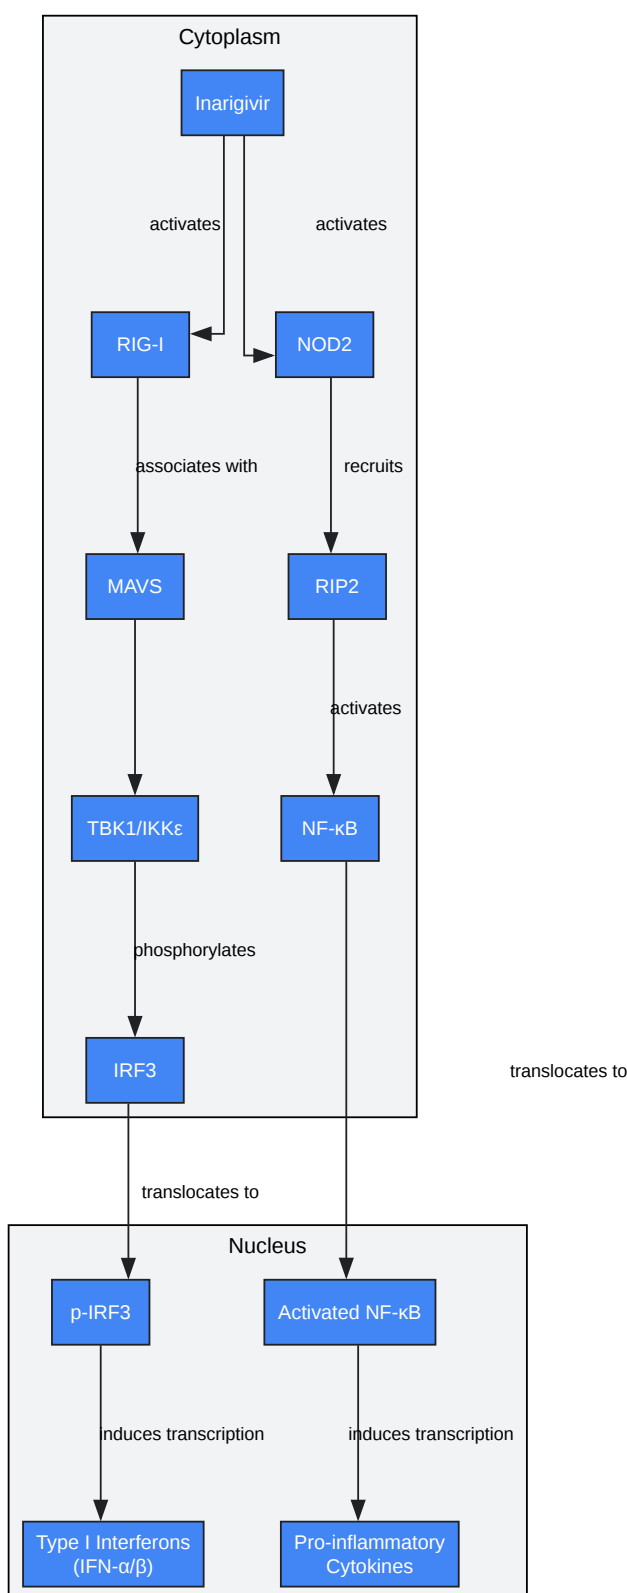 Cytoplasm
Inarigivir
activates
activates
RIG-I
NOD2
associates with
recruits
MAVS
RIP2
activates
TBK1/IKKε
NF-κB
phosphorylates
IRF3
translocates to
translocates to
Nucleus
p-IRF3
Activated NF-κB
induces transcription
induces transcription
Type I Interferons
(IFN-α/β)
Pro-inflammatory
Cytokines